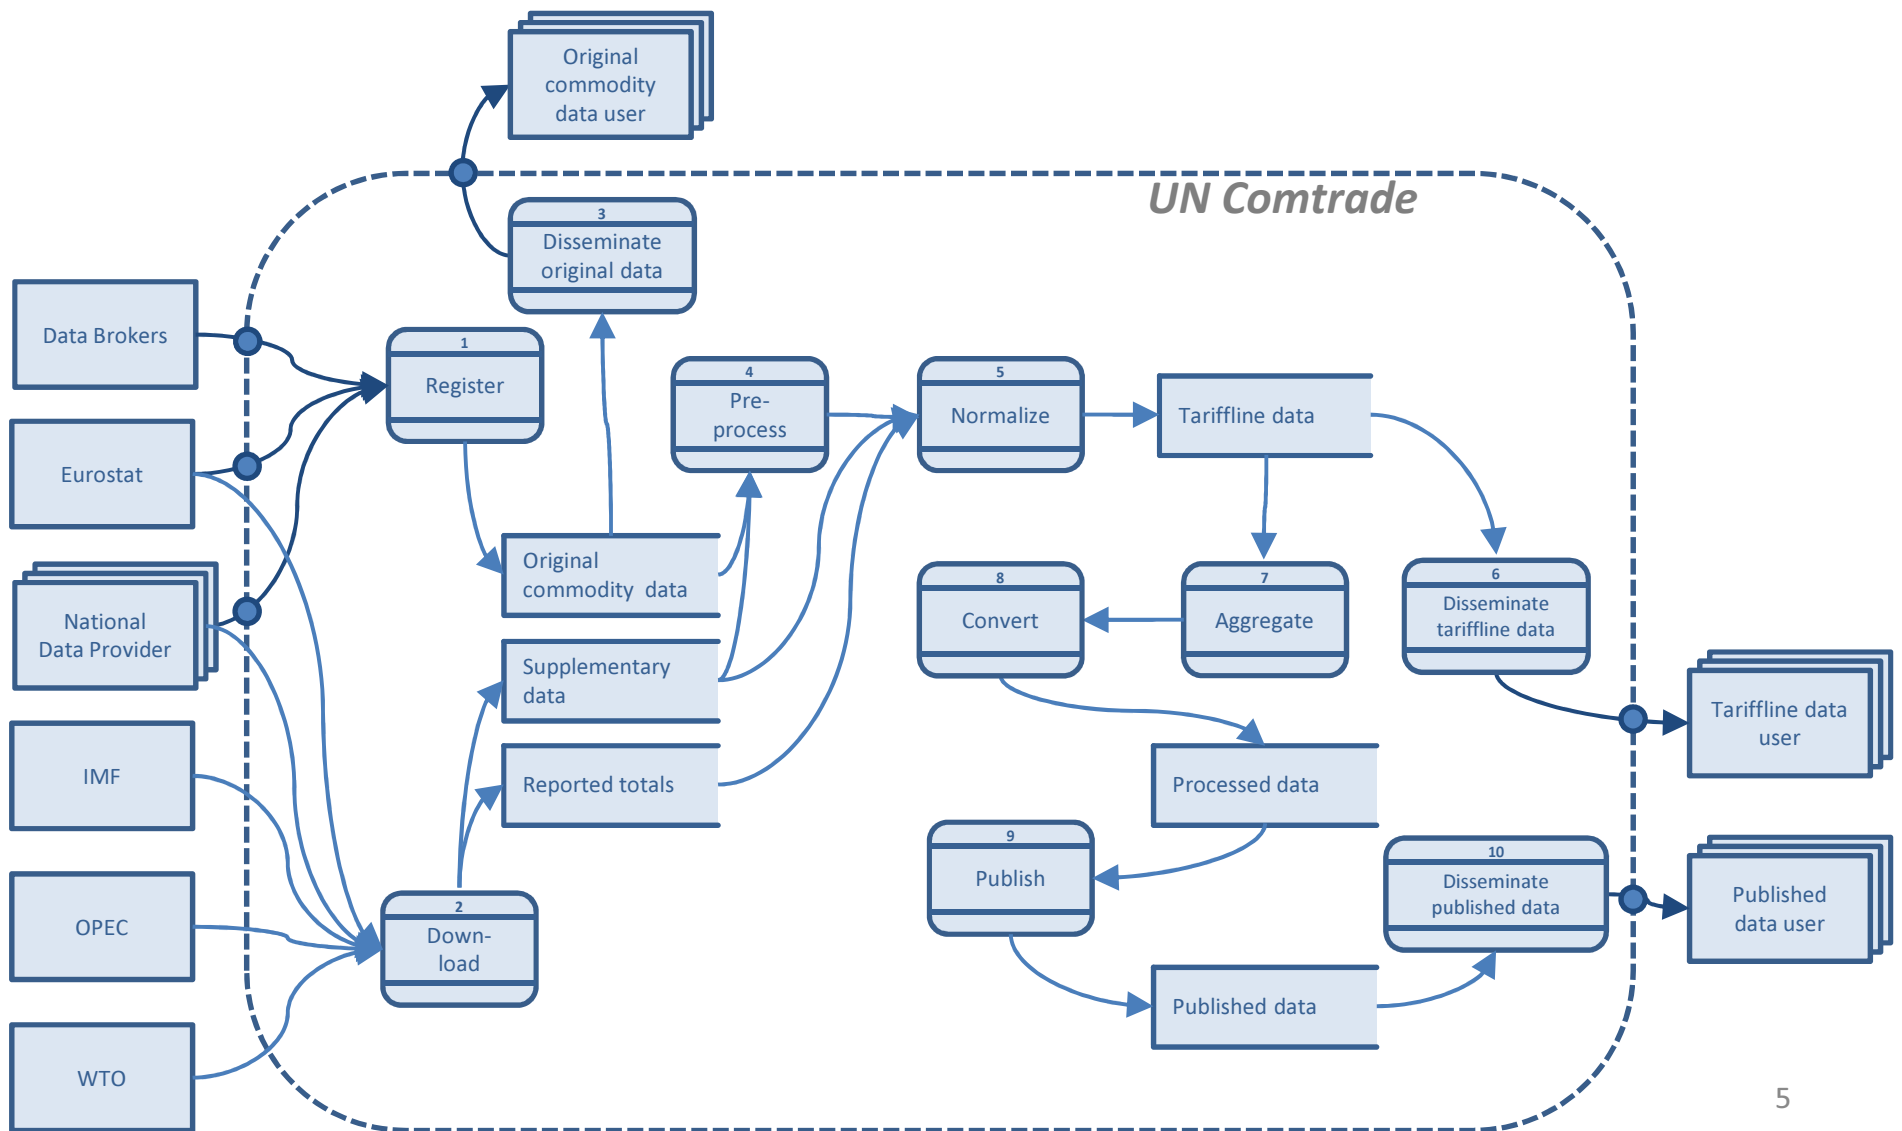 Original
commodity
data user
UN Comtrade
3
Disseminate
original data
Data Brokers
1
Register
4
Pre-
process
5
Normalize
Tariffline data
Eurostat
Original
commodity data
8
Convert
7
Aggregate
6
Disseminate
tariffline data
National
Data Provider
Supplementary
data
Tariffline data
user
IMF
Reported totals
Processed data
9
Publish
10
Disseminate
published data
Published
data user
OPEC
2
Down-
load
Published data
WTO
5